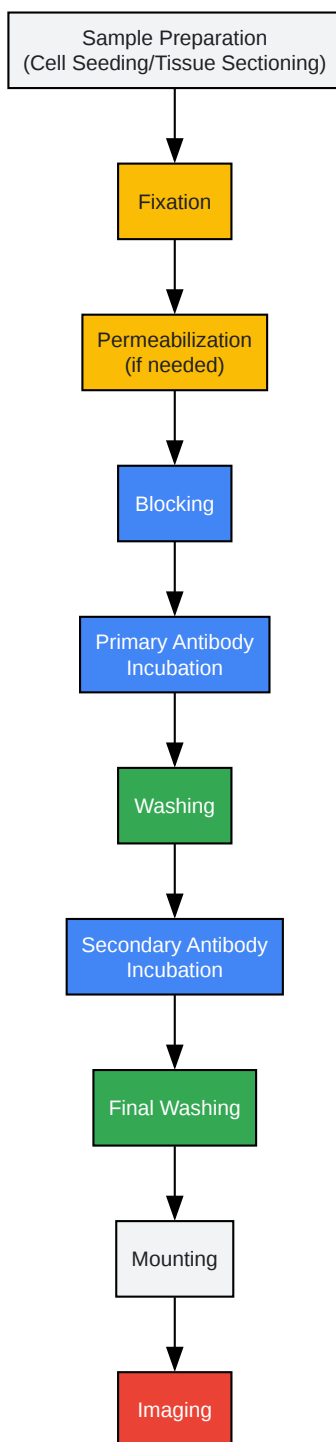 Sample Preparation
(Cell Seeding/Tissue Sectioning)
Fixation
Permeabilization
(if needed)
Blocking
Primary Antibody
Incubation
Washing
Secondary Antibody
Incubation
Final Washing
Mounting
Imaging